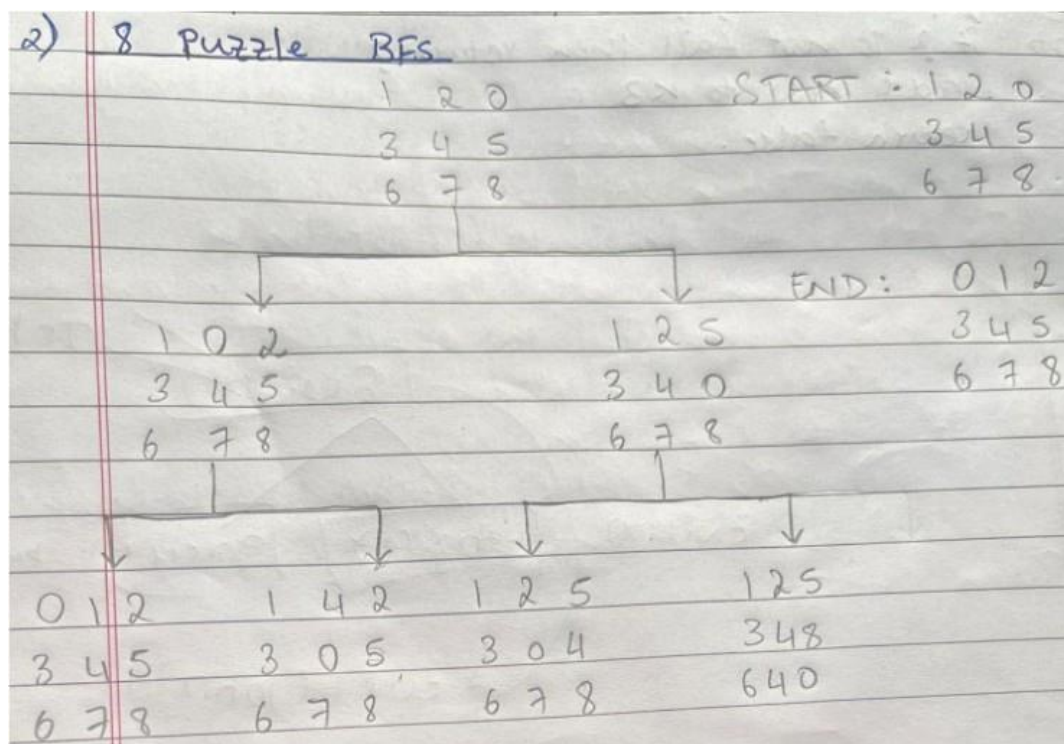 2) 8 Puzzle BFS
1 2 0 START : 1 2 0
3 4 5 3 4 5
6 7 8 6 7 8
END: 0 1 2
1 0 2 1 2 5 3 4 5
3 4 5 3 4 0 6 7 8
6 7 8 6 7 8
0 1 2 1 4 2 1 2 5 1 2 5
3 4 5 3 0 5 3 0 4 3 4 8
6 7 8 6 7 8 6 7 8 6 4 0